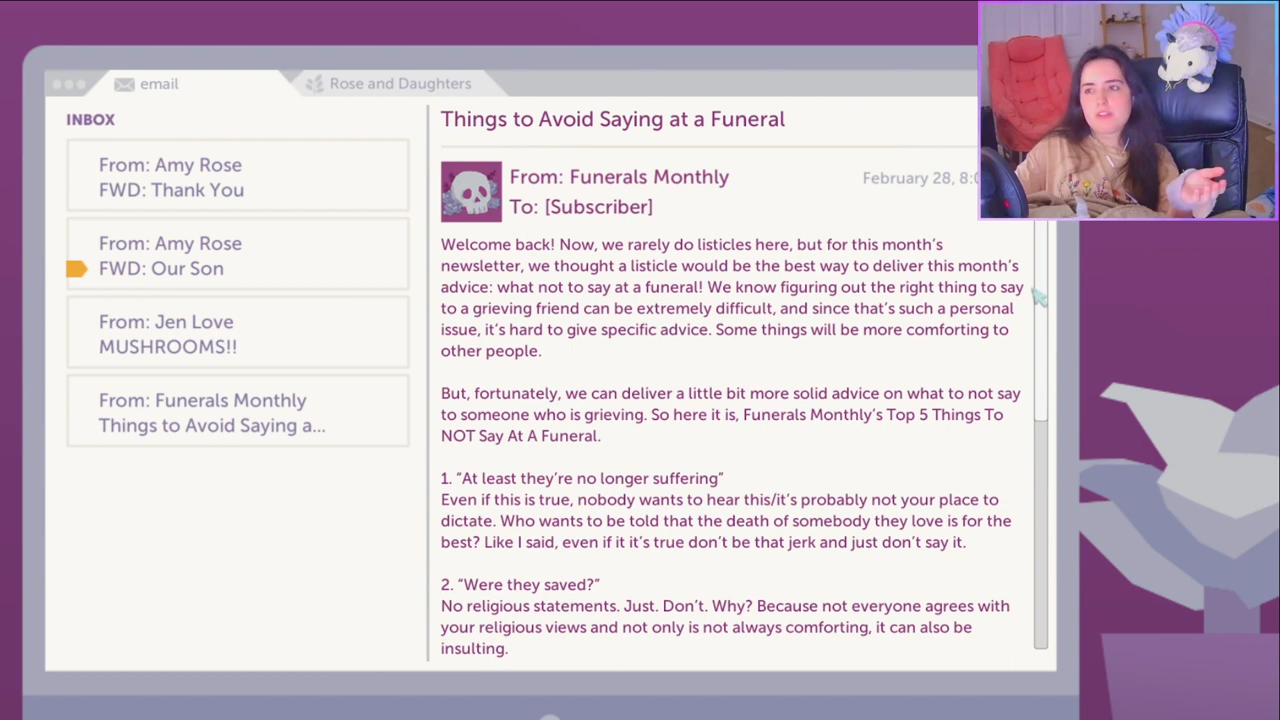 email
Rose and Daughters
INBOX
From: Amy Rose
FWD: Thank You
From: Amy Rose
FWD: Our Son
From: Jen Love
MUSHROOMS!!
From: Funerals Monthly
Things to Avoid Saying a...
Things to Avoid Saying at a Funeral
From: Funerals Monthly
February 28, 8:0
To: [Subscriber]
Welcome back! Now, we rarely do listicles here, but for this month's
newsletter, we thought a listicle would be the best way to deliver this month's
advice: what not to say at a funeral! We know figuring out the right thing to say
to a grieving friend can be extremely difficult, and since that's such a personal
issue, it's hard to give specific advice. Some things will be more comforting to
other people.
But, fortunately, we can deliver a little bit more solid advice on what to not say
to someone who is grieving. So here it is, Funerals Monthly's Top 5 Things To
NOT Say At A Funeral.
1. "At least they're no longer suffering"
Even if this is true, nobody wants to hear this/it's probably not your place to
dictate. Who wants to be told that the death of somebody they love is for the
best? Like I said, even if it it's true don't be that jerk and just don't say it.
2. "Were they saved?"
No religious statements. Just. Don't. Why? Because not everyone agrees with
your religious views and not only is not always comforting, it can also be
insulting.